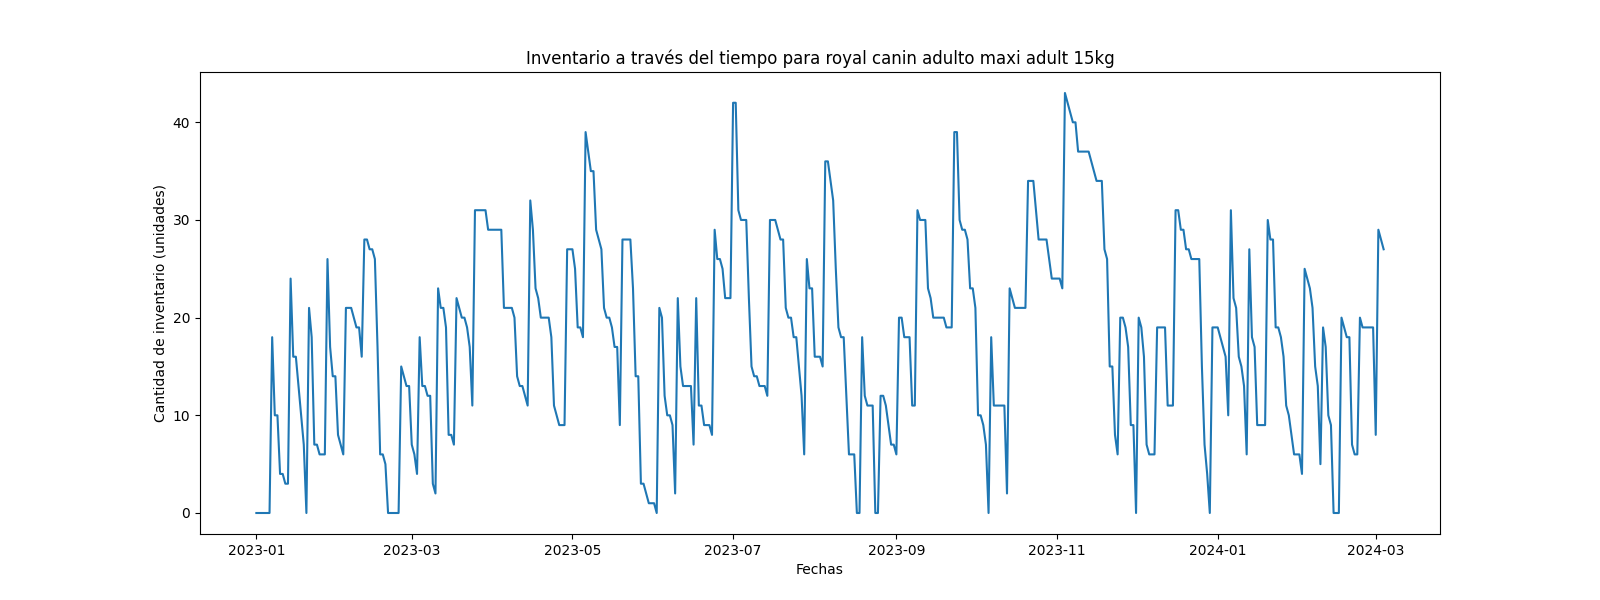 Inventario a través del tiempo para royal canin adulto maxi adult 15kg
Cantidad de inventario (unidades)
40
30
20
10
0
2023-01 2023-03 2023-05 2023-07 2023-09 2023-11 2024-01 2024-03
Fechas